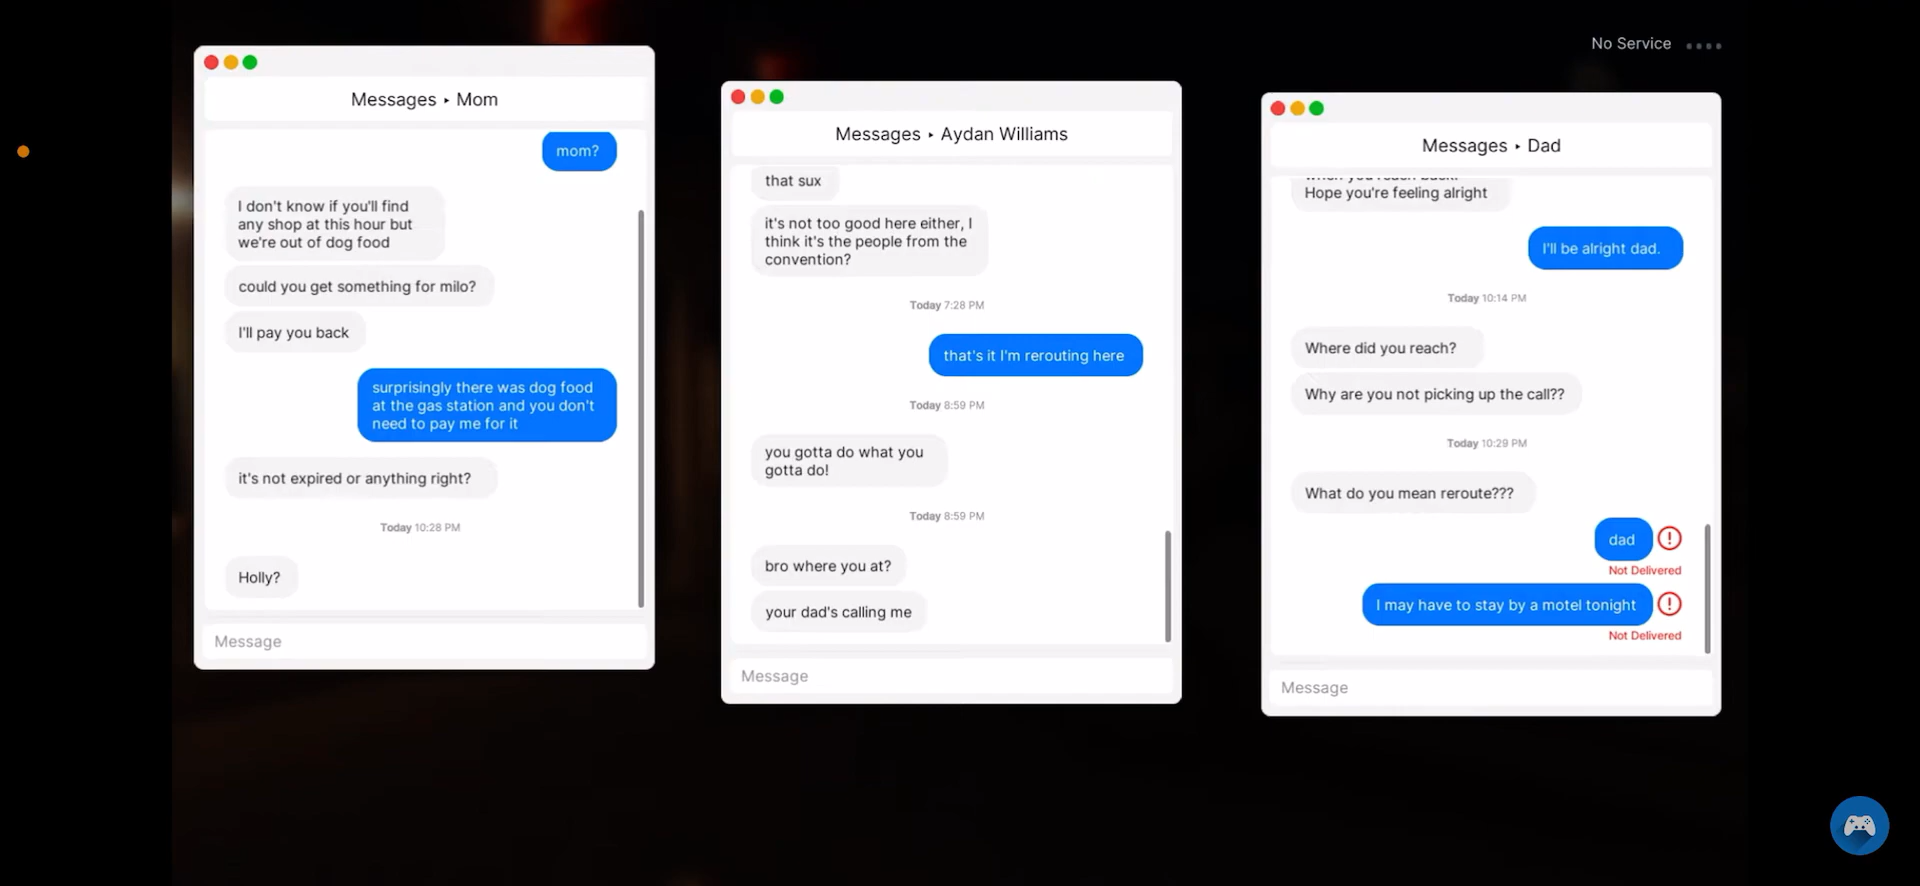 No Service
Messages ▸ Mom
mom?
I don't know if you'll find
any shop at this hour but
we're out of dog food
could you get something for milo?
I'll pay you back
surprisingly there was dog food
at the gas station and you don't
need to pay me for it
it's not expired or anything right?
Today 10:28 PM
Holly?
Message
Messages ▸ Aydan Williams
that sux
it's not too good here either, I
think it's the people from the
convention?
Today 7:28 PM
that's it I'm rerouting here
Today 8:59 PM
you gotta do what you
gotta do!
Today 8:59 PM
bro where you at?
your dad's calling me
Message
Messages ▸ Dad
when you reach back.
Hope you're feeling alright
I'll be alright dad.
Today 10:14 PM
Where did you reach?
Why are you not picking up the call??
Today 10:29 PM
What do you mean reroute???
dad
Not Delivered
I may have to stay by a motel tonight
Not Delivered
Message